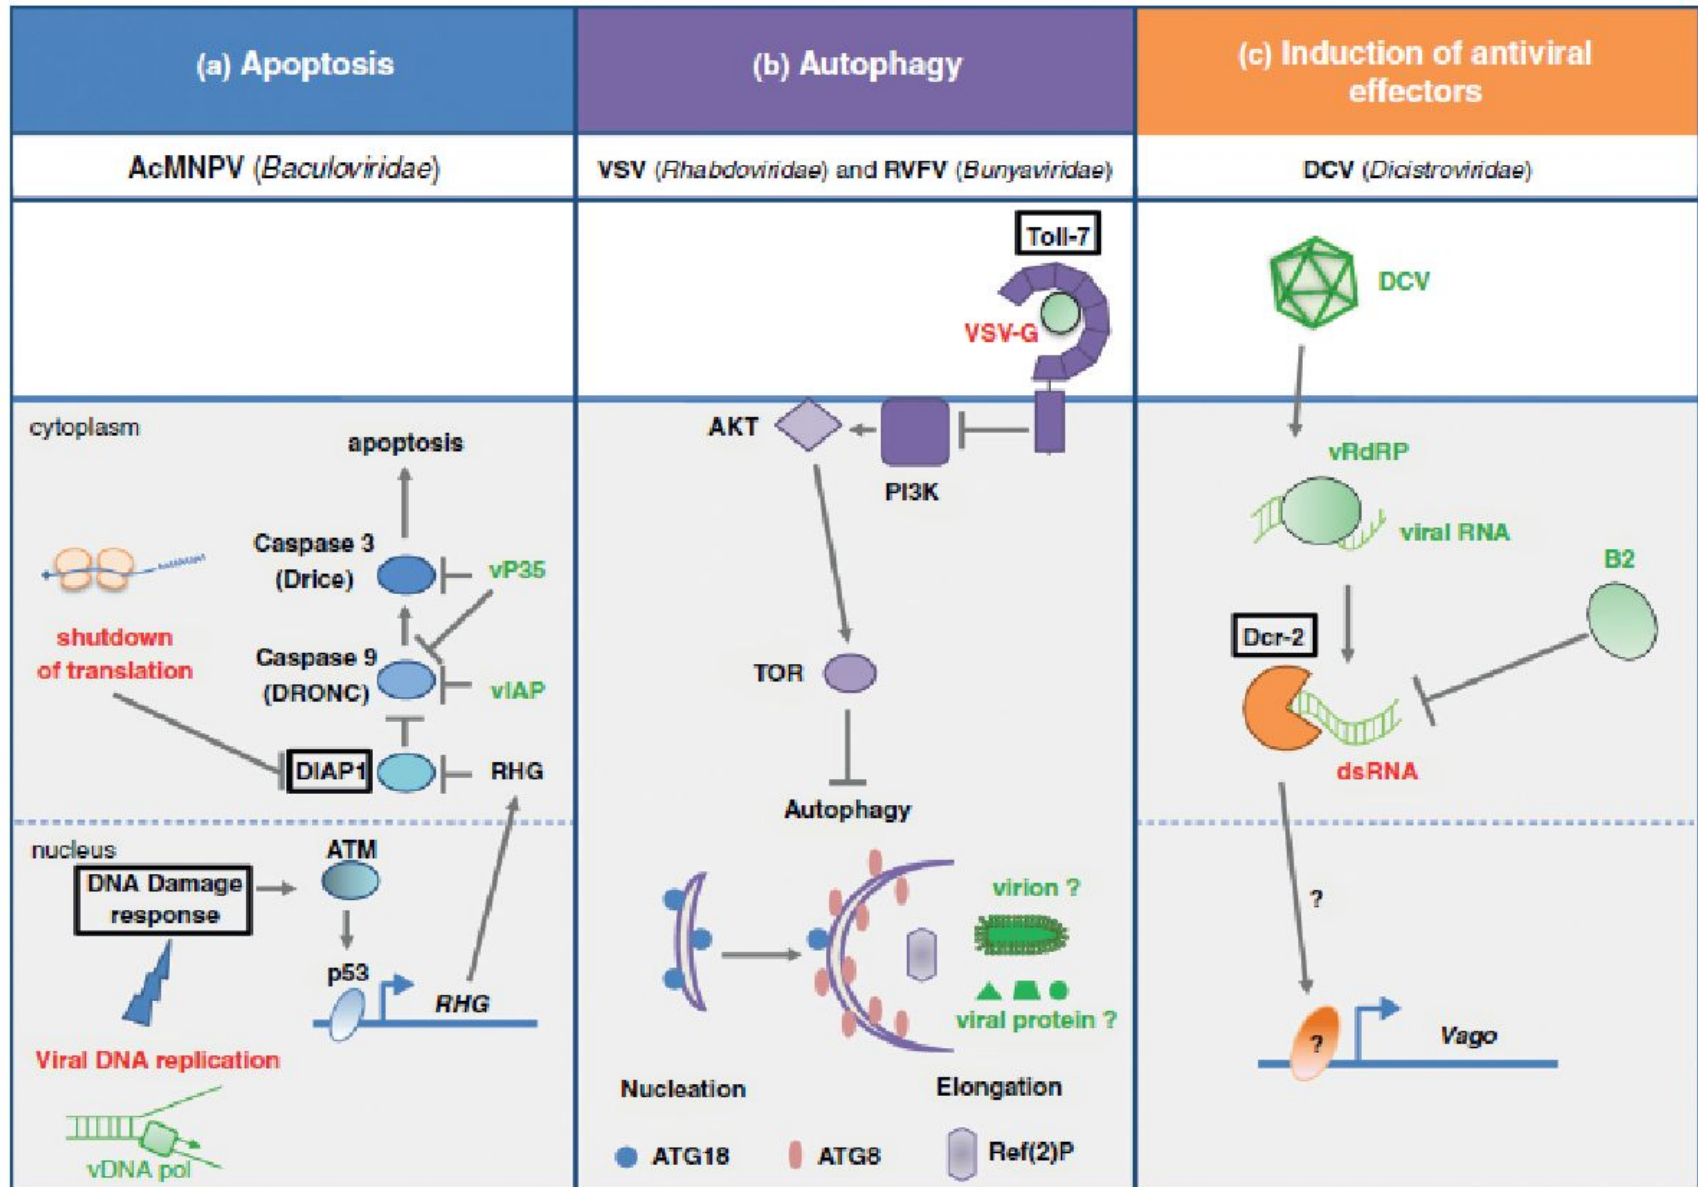 (a) Apoptosis
AcMNPV (Baculoviridae)
cytoplasm
apoptosis
Caspase 3
(Drice)
vP35
shutdown
of translation
Caspase 9
(DRONC)
vIAP
DIAP1
RHG
nucleus
ATM
DNA Damage
response
p53
RHG
Viral DNA replication
vDNA pol
(b) Autophagy
VSV (Rhabdoviridae) and RVFV (Bunyaviridae)
Toll-7
VSV-G
AKT
PI3K
TOR
Autophagy
virion ?
viral protein ?
Nucleation
Elongation
ATG18
ATG8
Ref(2)P
(c) Induction of antiviral
effectors
DCV (Dicistroviridae)
DCV
vRdRP
viral RNA
B2
Dcr-2
dsRNA
?
?
Vago